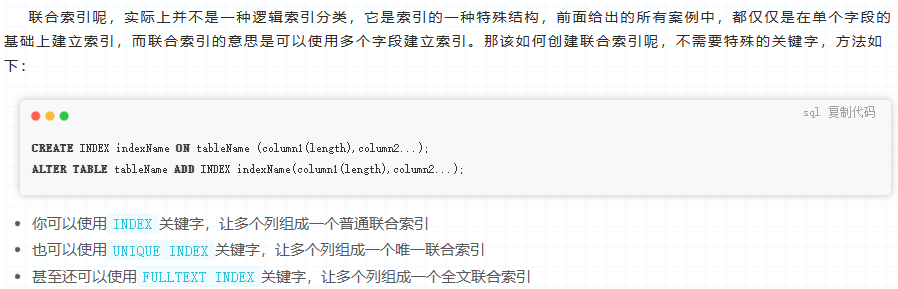 联合索引呢，实际上并不是一种逻辑索引分类，它是索引的一种特殊结构，前面给出的所有案例中，都仅仅是在单个字段的
基础上建立索引，而联合索引的意思是可以使用多个字段建立索引。那该如何创建联合索引呢，不需要特殊的关键字，方法如
下：
sql 复制代码
CREATE INDEX indexName ON tableName (column1(length),column2...);
ALTER TABLE tableName ADD INDEX indexName(column1(length),column2...);
• 你可以使用 INDEX 关键字，让多个列组成一个普通联合索引
• 也可以使用 UNIQUE INDEX 关键字，让多个列组成一个唯一联合索引
• 甚至还可以使用 FULLTEXT INDEX 关键字，让多个列组成一个全文联合索引